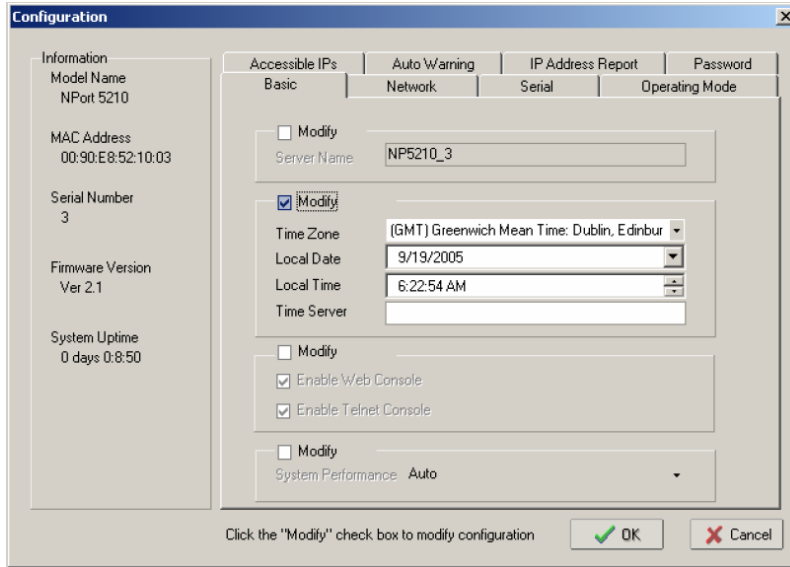 Configuration
Information
Model Name
NPort 5210
MAC Address
00:90:E8:52:10:03
Serial Number
3
Firmware Version
Ver 2.1
System Uptime
0 days 0:8:50
Accessible IPs
Auto Warning
IP Address Report
Password
Basic
Network
Serial
Operating Mode
Modify
Server Name
NP5210_3
Modify
Time Zone
(GMT) Greenwich Mean Time: Dublin, Edinbur
Local Date
9/19/2005
Local Time
6:22:54 AM
Time Server
Modify
Enable Web Console
Enable Telnet Console
Modify
System Performance
Auto
Click the "Modify" check box to modify configuration
OK
Cancel